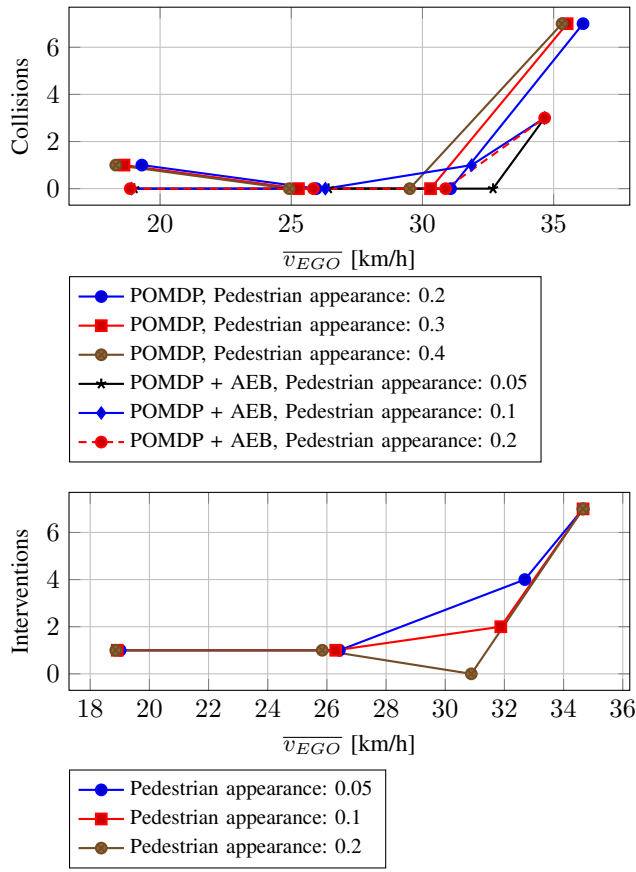 6
4
2
0
Collisions
20 25 30 35
v_EGO [km/h]
POMDP, Pedestrian appearance: 0.2
POMDP, Pedestrian appearance: 0.3
POMDP, Pedestrian appearance: 0.4
POMDP + AEB, Pedestrian appearance: 0.05
POMDP + AEB, Pedestrian appearance: 0.1
POMDP + AEB, Pedestrian appearance: 0.2
6
4
2
0
Interventions
18 20 22 24 26 28 30 32 34 36
v_EGO [km/h]
Pedestrian appearance: 0.05
Pedestrian appearance: 0.1
Pedestrian appearance: 0.2